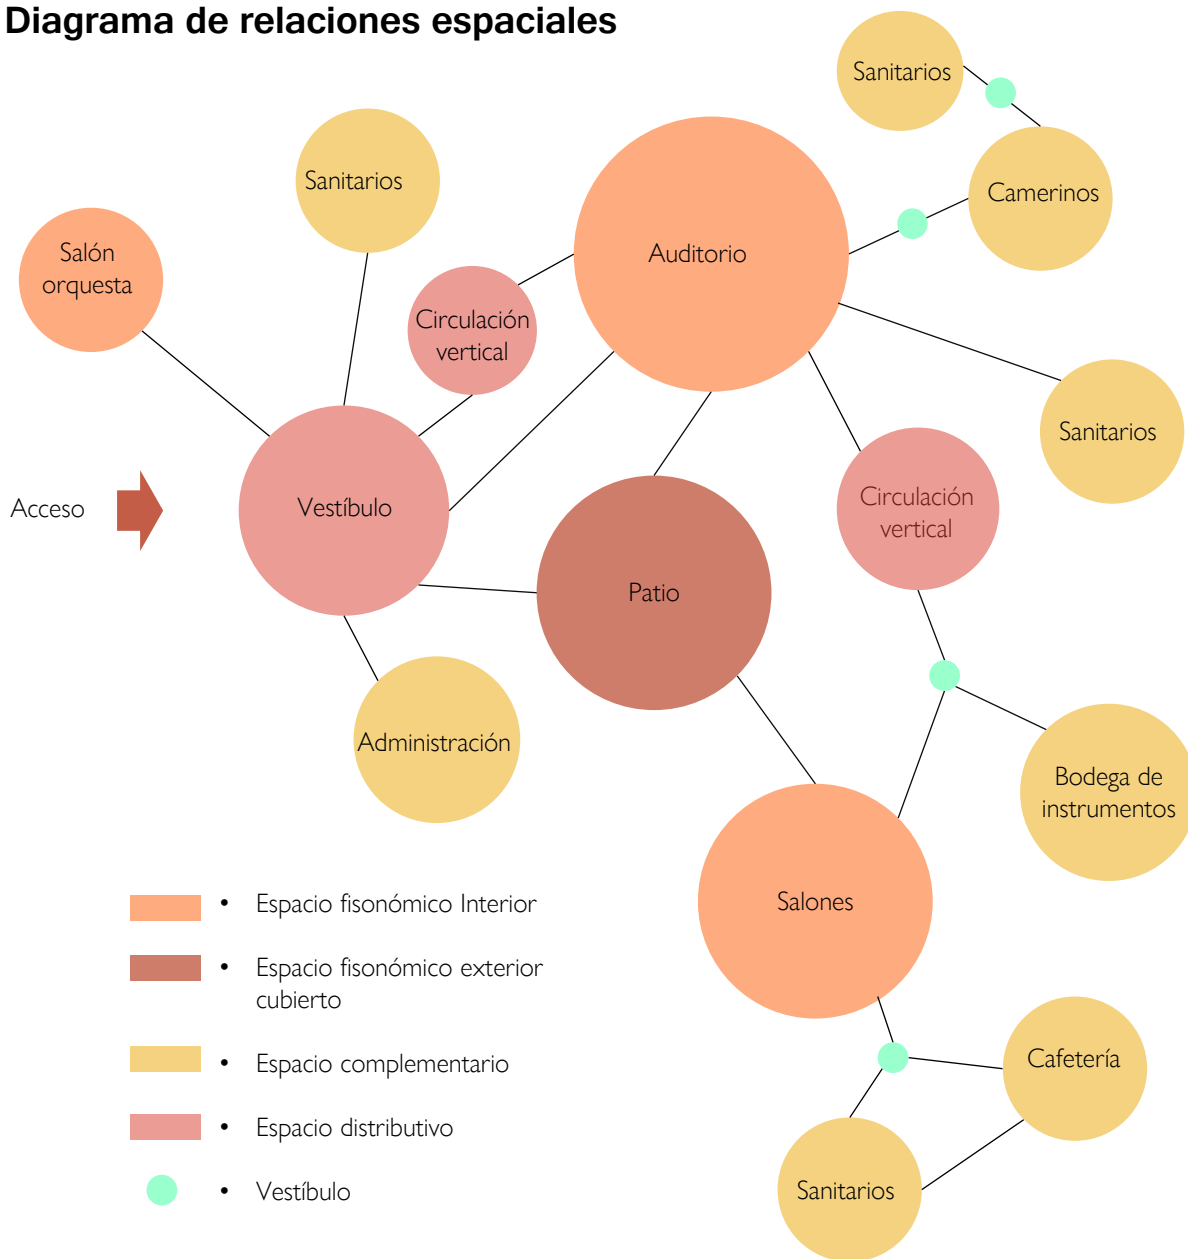 Diagrama de relaciones espaciales
Sanitarios
Sanitarios
Camerinos
Salón
orquesta
Auditorio
Circulación
vertical
Sanitarios
Acceso
Vestíbulo
Circulación
vertical
Patio
Administración
Bodega de
instrumentos
Salones
• Espacio fisonómico Interior
• Espacio fisonómico exterior
cubierto
• Espacio complementario
• Espacio distributivo
• Vestíbulo
Cafetería
Sanitarios